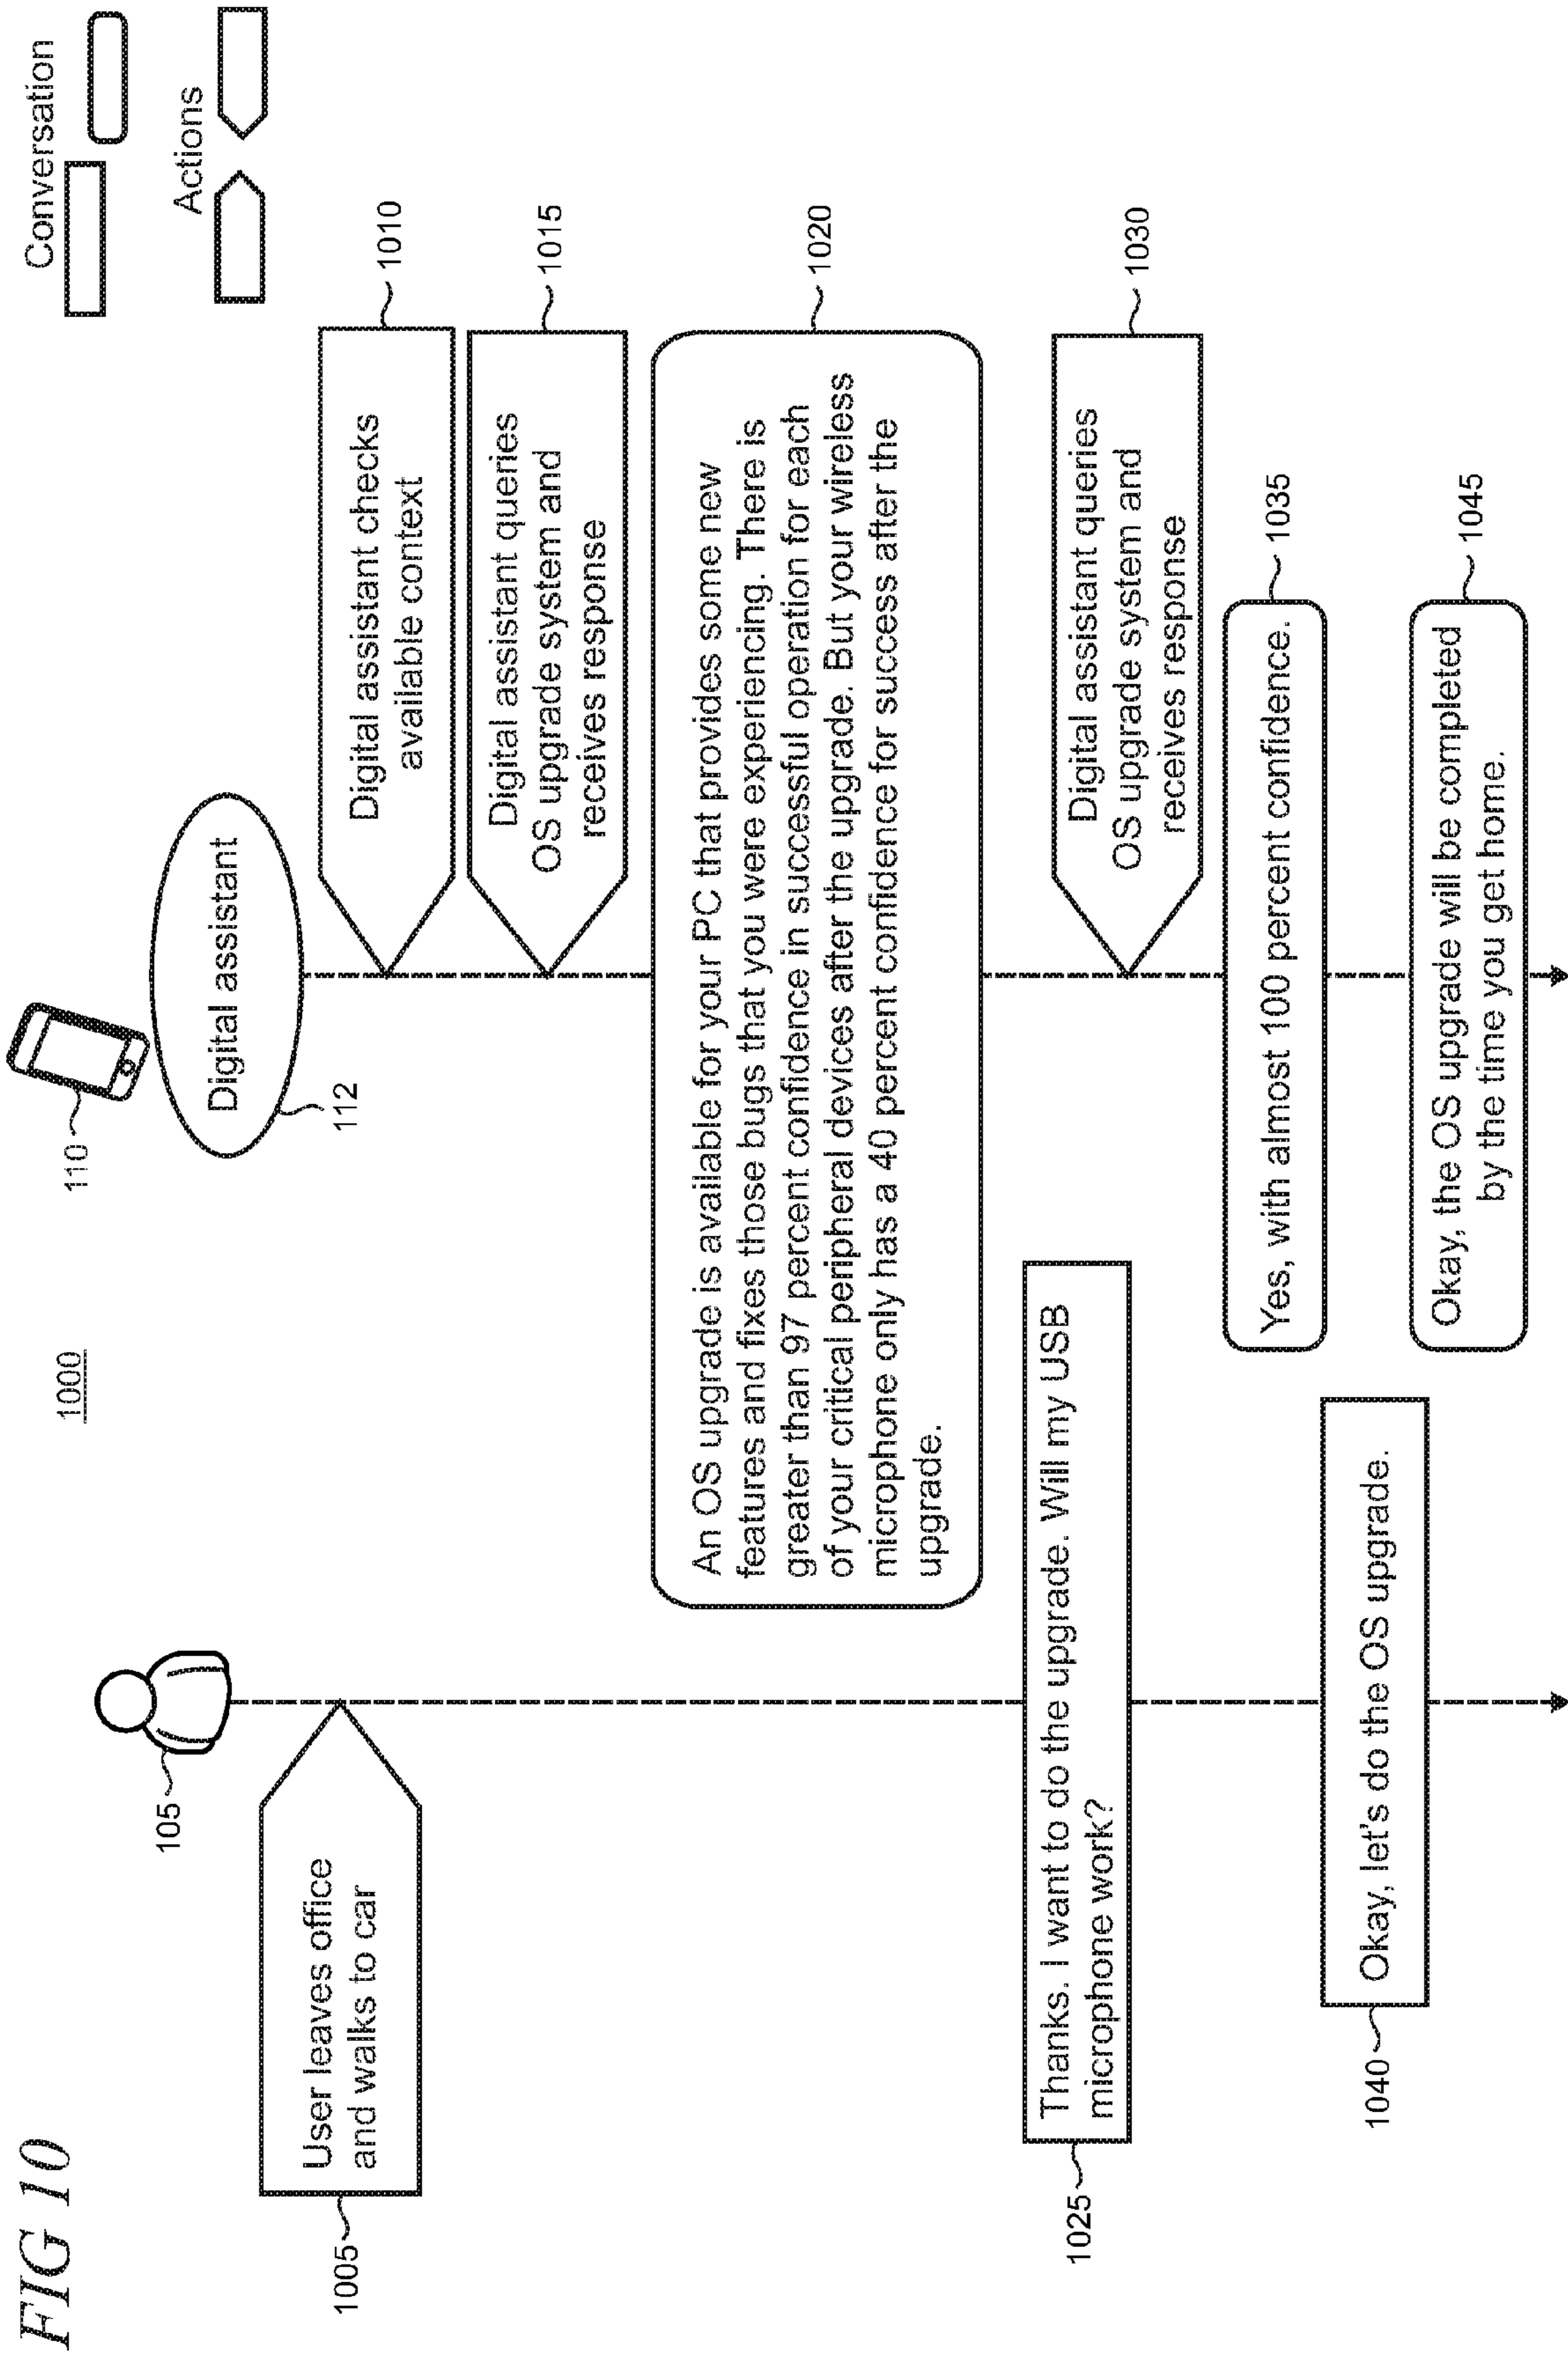 FIG 10
1000
Conversation
Actions
110
Digital assistant
112
105
User leaves office
and walks to car
1005
Digital assistant checks
available context
1010
Digital assistant queries
OS upgrade system and
receives response
1015
An OS upgrade is available for your PC that provides some new
features and fixes those bugs that you were experiencing. There is
greater than 97 percent confidence in successful operation for each
of your critical peripheral devices after the upgrade. But your wireless
microphone only has a 40 percent confidence for success after the
upgrade.
1020
Thanks. I want to do the upgrade. Will my USB
microphone work?
1025
Digital assistant queries
OS upgrade system and
receives response
1030
Yes, with almost 100 percent confidence.
1035
Okay, let's do the OS upgrade.
1040
Okay, the OS upgrade will be completed
by the time you get home.
1045